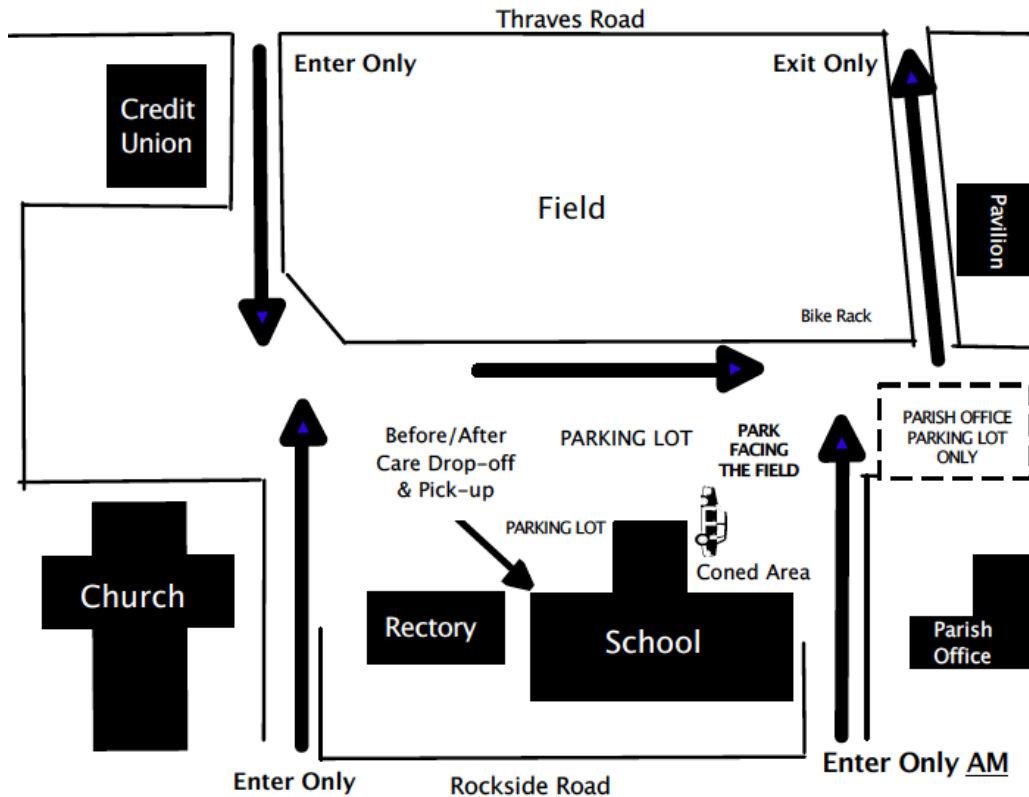 Thraves Road
Enter Only
Exit Only
Credit
Union
Field
Pavilion
Bike Rack
Before/After
Care Drop-off
& Pick-up
PARKING LOT
PARK
FACING
THE FIELD
PARISH OFFICE
PARKING LOT
ONLY
PARKING LOT
Coned Area
Church
Rectory
School
Parish
Office
Enter Only
Rockside Road
Enter Only AM